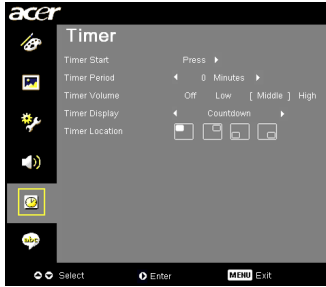 acer
Timer
Timer Start Press
Timer Period 0 Minutes
Timer Volume Off Low [ Middle ] High
Timer Display Countdown
Timer Location
abc
Select Enter MENU Exit